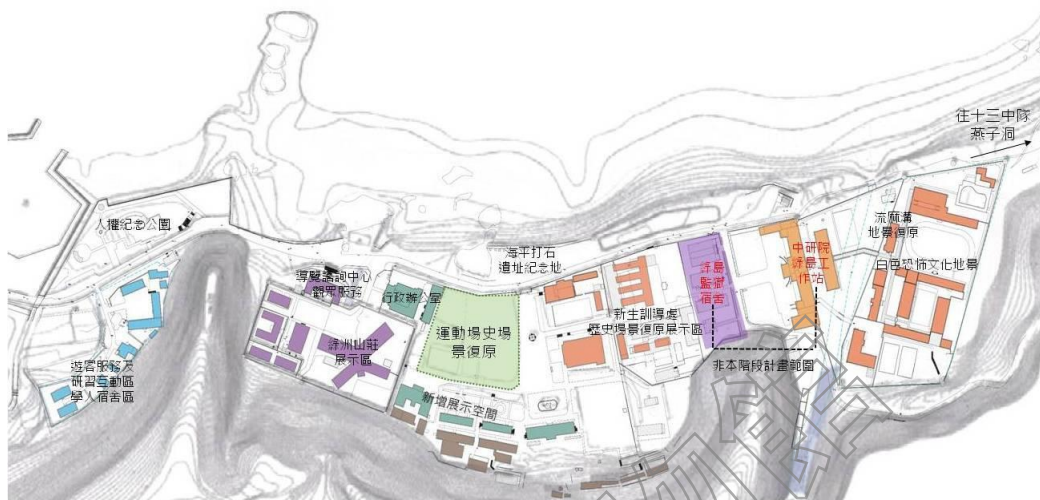 往十三中隊
燕子洞
人權紀念公園
流麻溝
地景復原
海平打石
遺址紀念地
中研院
綠島工
作站
綠島
監獄
宿舍
白色恐怖文化地景
導覽諮詢中心
觀眾服務
行政辦公室
新生訓導處
歷史場景復原展示區
運動場史場
景復原
綠洲山莊
展示區
非本階段計畫範圍
遊客服務及
研習互動區
學人宿舍區
新增展示空間